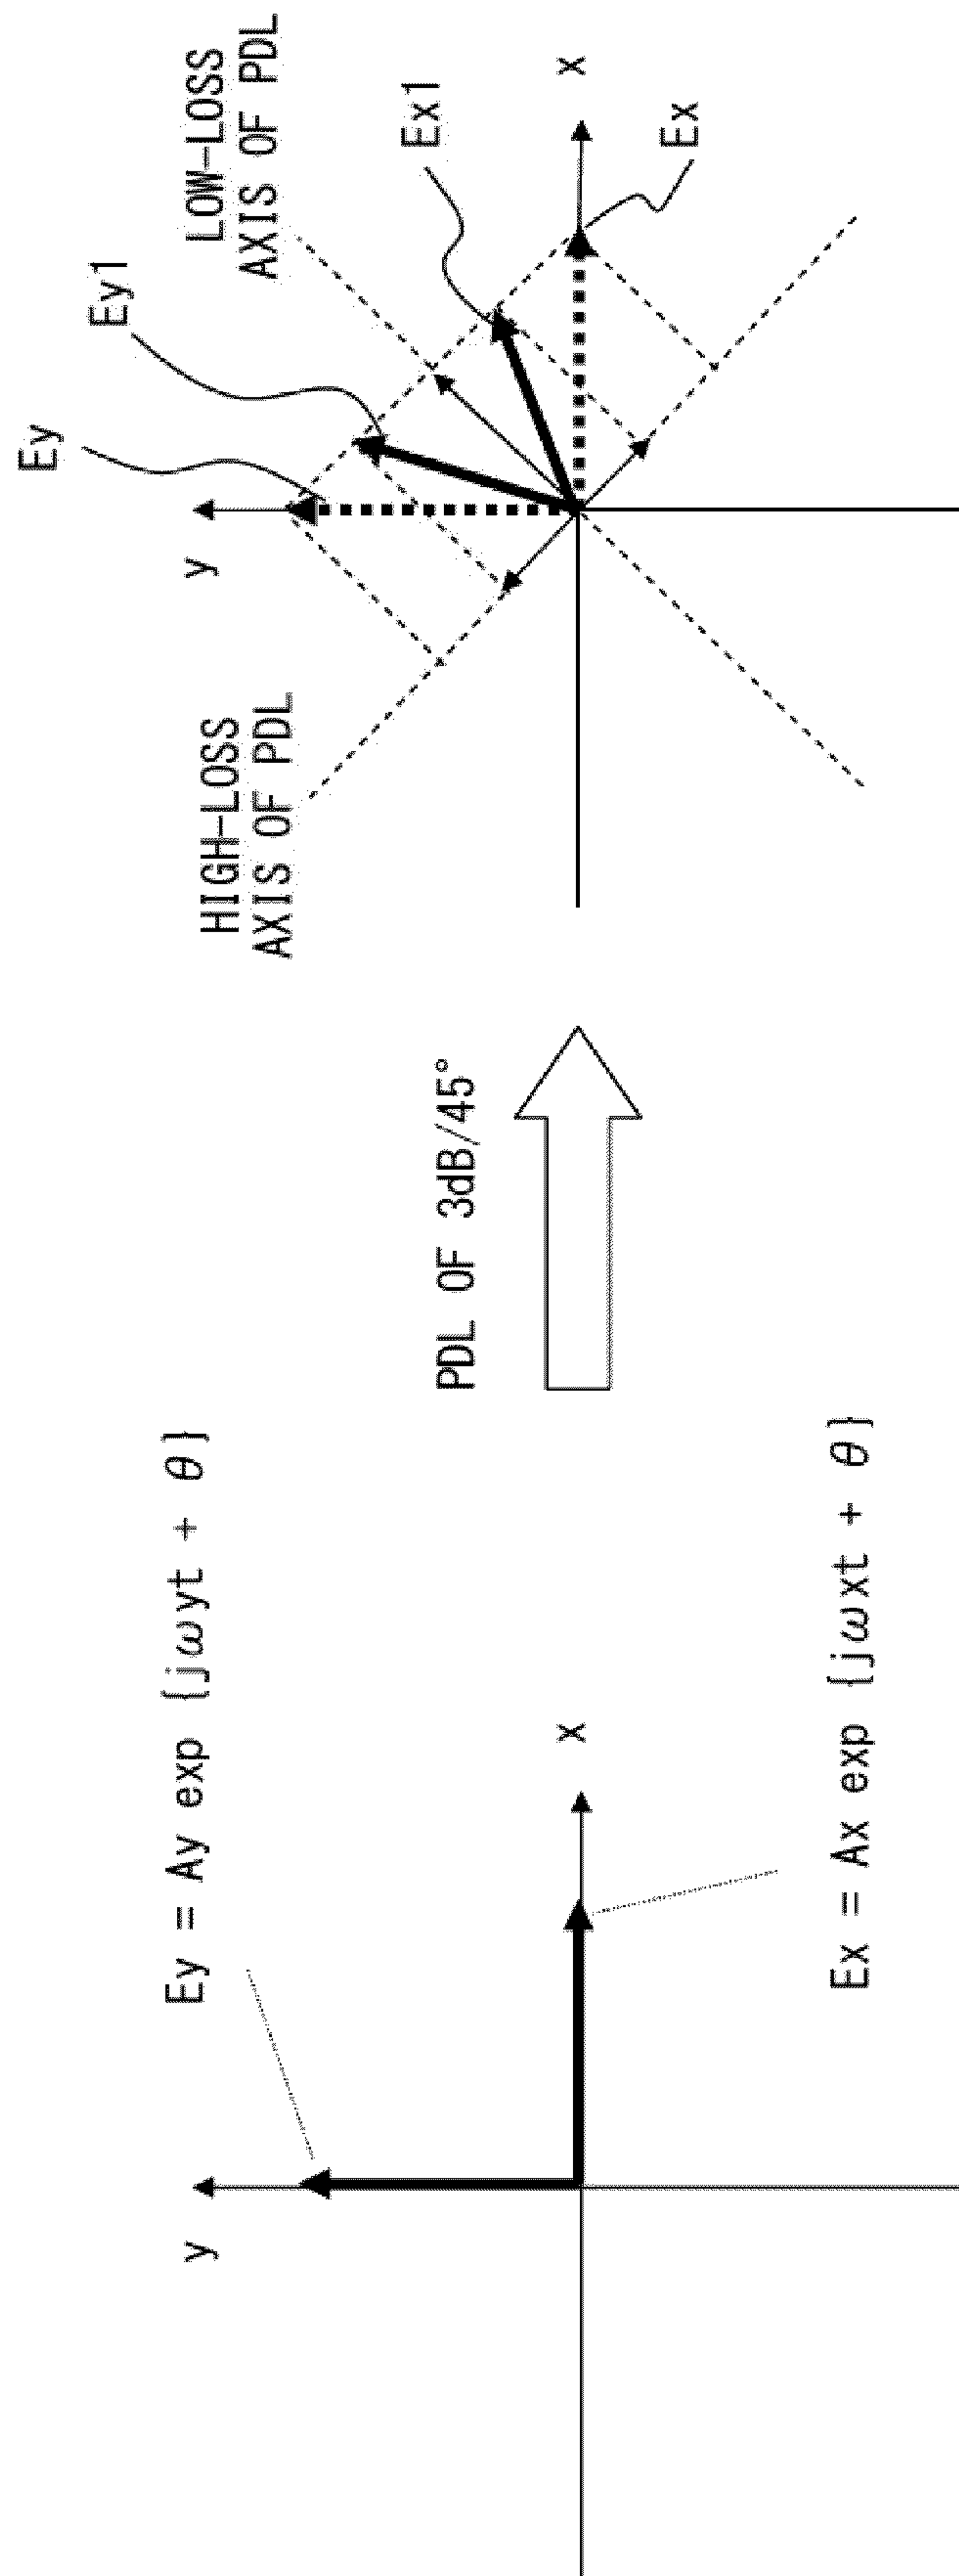 y
Ey = Ay exp {jωyt + θ}
x
Ex = Ax exp {jωxt + θ}
PDL OF 3dB/45°
HIGH-LOSS
AXIS OF PDL
y
Ey
Ey1
LOW-LOSS
AXIS OF PDL
Ex1
x
Ex